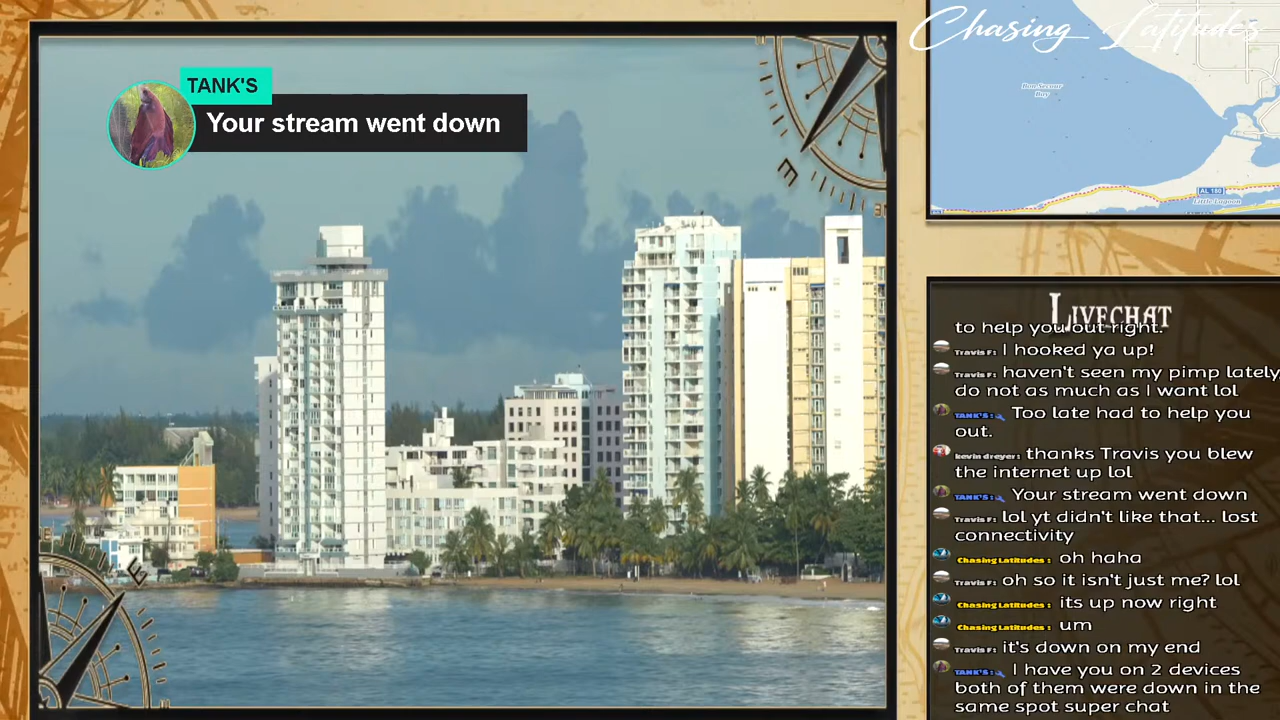 Chasing Latitudes
TANK'S
Your stream went down
E
E
Bon Secour
Bay
AL 180
Little Lagoon
LIVECHAT
to help you out right.
Travis F: I hooked ya up!
Travis F: haven't seen my pimp lately
do not as much as I want lol
TANK'S: Too late had to help you
out.
kevin dreyer: thanks Travis you blew
the internet up lol
TANK'S: Your stream went down
Travis F: lol yt didn't like that... lost
connectivity
Chasing Latitudes: oh haha
Travis F: oh so it isn't just me? lol
Chasing Latitudes: its up now right
Chasing Latitudes: um
Travis F: it's down on my end
TANK'S: I have you on 2 devices
both of them were down in the
same spot super chat